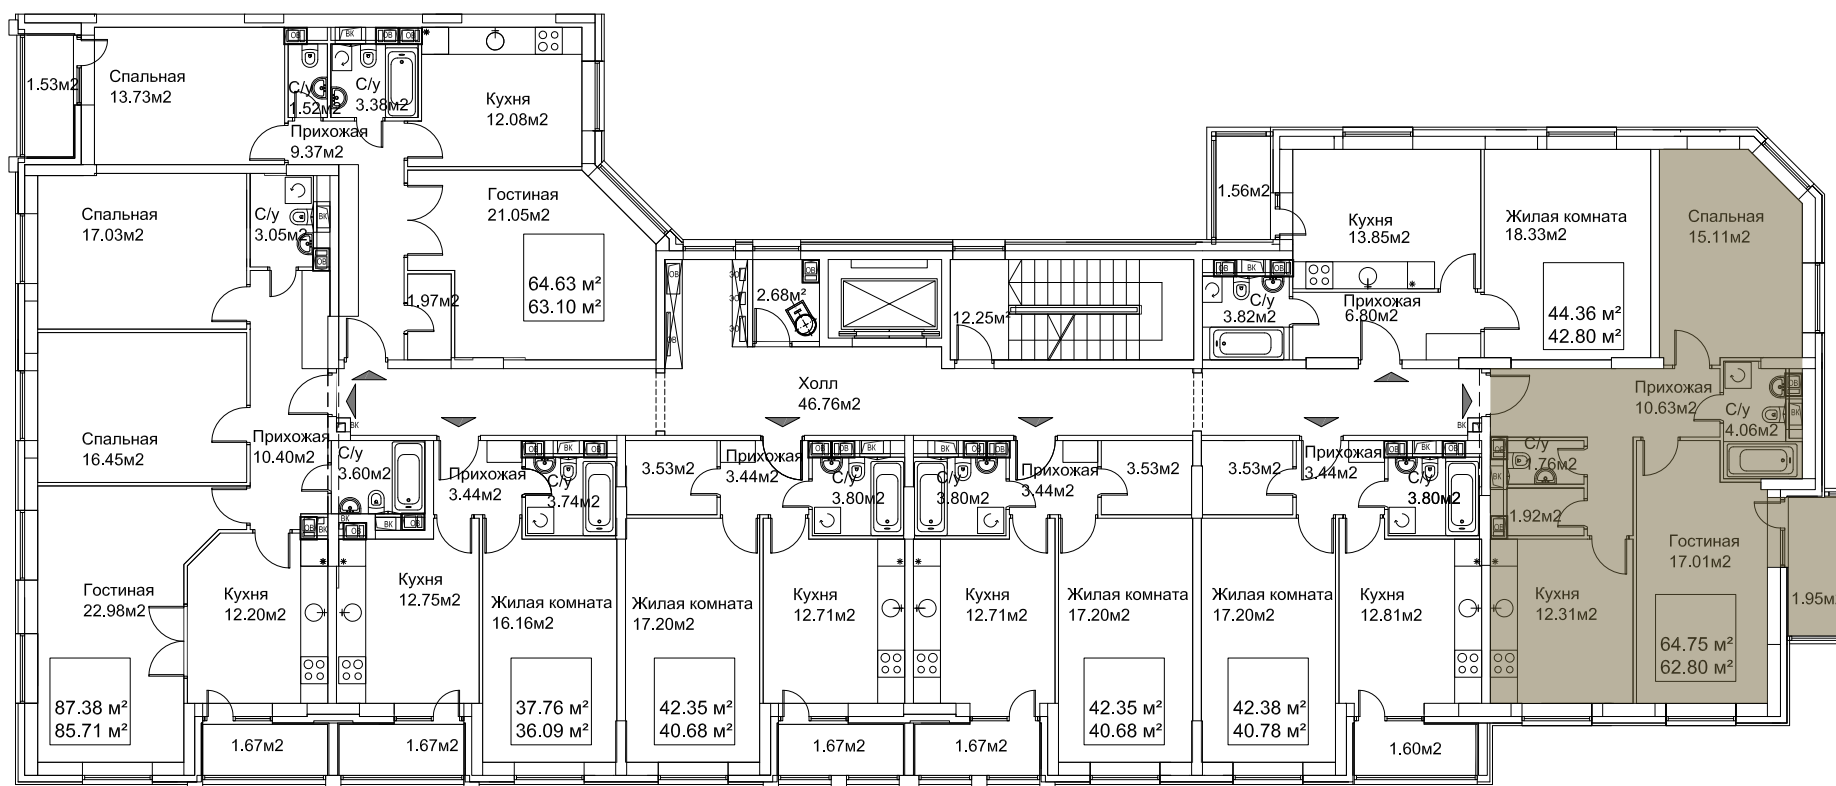 1.53м2
Спальная
13.73м2
С/у
1.52м2
С/у
3.38м2
Кухня
12.08м2
Прихожая
9.37м2
Спальная
17.03м2
С/у
3.05м2
Гостиная
21.05м2
64.63 м²
63.10 м²
1.97м2
2.68м²
12.25м²
1.56м2
Кухня
13.85м2
Жилая комната
18.33м2
Спальная
15.11м2
С/у
3.82м2
Прихожая
6.80м2
44.36 м²
42.80 м²
Холл
46.76м2
Спальная
16.45м2
Прихожая
10.40м2
С/у
3.60м2
Прихожая
3.44м2
С/у
3.74м2
3.53м2
Прихожая
3.44м2
С/у
3.80м2
С/у
3.80м2
Прихожая
3.44м2
3.53м2
3.53м2
Прихожая
3.44м2
С/у
3.80м2
С/у
1.76м2
1.92м2
Прихожая
10.63м2
С/у
4.06м2
Гостиная
22.98м2
Кухня
12.20м2
Кухня
12.75м2
Жилая комната
16.16м2
Жилая комната
17.20м2
Кухня
12.71м2
Кухня
12.71м2
Жилая комната
17.20м2
Жилая комната
17.20м2
Кухня
12.81м2
Кухня
12.31м2
Гостиная
17.01м2
1.95м
87.38 м²
85.71 м²
37.76 м²
36.09 м²
42.35 м²
40.68 м²
42.35 м²
40.68 м²
42.38 м²
40.78 м²
64.75 м²
62.80 м²
1.67м2
1.67м2
1.67м2
1.67м2
1.60м2